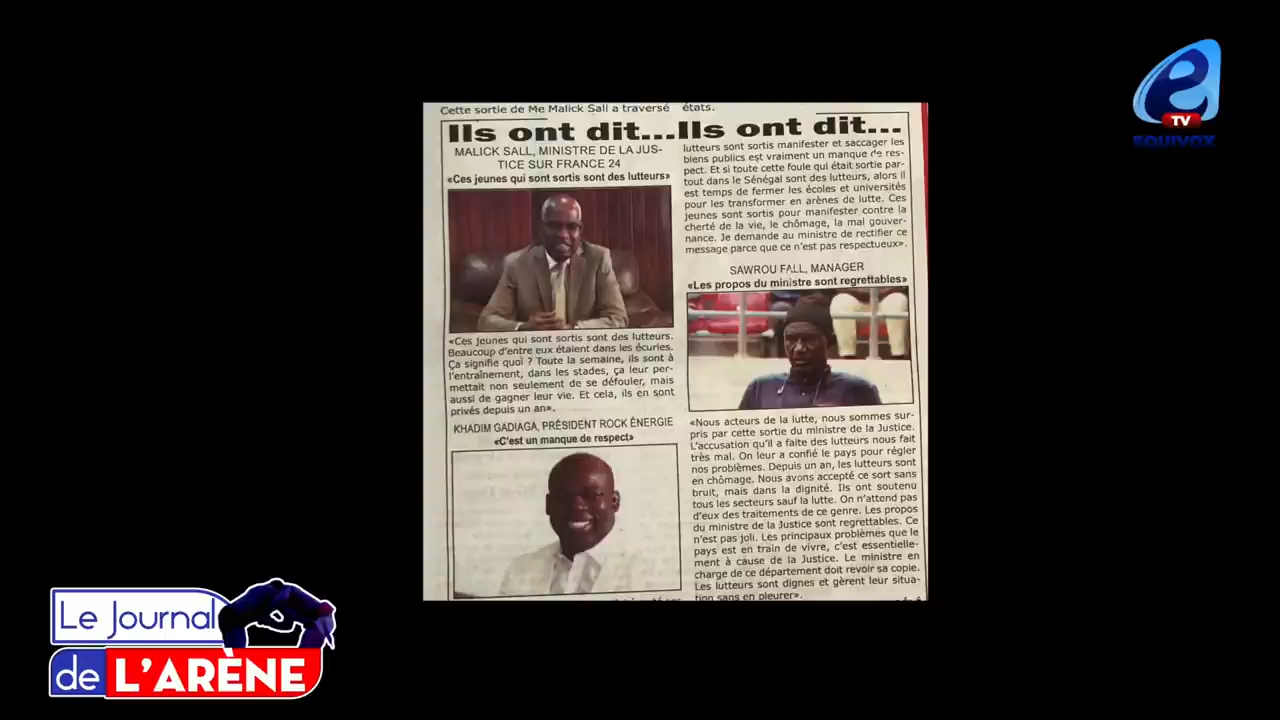 Cette sortie de Me Malick Sall a traversé
états.
Ils ont dit...Ils ont dit...
MALICK SALL, MINISTRE DE LA JUS-
TICE SUR FRANCE 24
«Ces jeunes qui sont sortis sont des lutteurs»
«Ces jeunes qui sont sortis sont des lutteurs.
Beaucoup d'entre eux étaient dans les écuries.
Ça signifie quoi ? Toute la semaine, ils sont à
l'entraînement, dans les stades, ça leur per-
mettait non seulement de se défouler, mais
aussi de gagner leur vie. Et cela, ils en sont
privés depuis un an».
KHADIM GADIAGA, PRÉSIDENT ROCK ÉNERGIE
«C'est un manque de respect»
lutteurs sont sortis manifester et saccager les
biens publics est vraiment un manque de res-
pect. Et si toute cette foule qui était sortie par-
tout dans le Sénégal sont des lutteurs, alors il
est temps de fermer les écoles et universités
pour les transformer en arènes de lutte. Ces
jeunes sont sortis pour manifester contre la
cherté de la vie, le chômage, la mal gouver-
nance. Je demande au ministre de rectifier ce
message parce que ce n'est pas respectueux».
SAWROU FALL, MANAGER
«Les propos du ministre sont regrettables»
«Nous acteurs de la lutte, nous sommes sur-
pris par cette sortie du ministre de la Justice.
L'accusation qu'il a faite des lutteurs nous fait
très mal. On leur a confié le pays pour régler
nos problèmes. Depuis un an, les lutteurs sont
en chômage. Nous avons accepté ce sort sans
bruit, mais dans la dignité. Ils ont soutenu
tous les secteurs sauf la lutte. On n'attend pas
d'eux des traitements de ce genre. Les propos
du ministre de la Justice sont regrettables. Ce
n'est pas joli. Les principaux problèmes que le
pays est en train de vivre, c'est essentielle-
ment à cause de la Justice. Le ministre en
charge de ce département doit revoir sa copie.
Les lutteurs sont dignes et gèrent leur situa-
tion sans en pleurer».
e TV
EQUIVOX
Le Journal
de L'ARÈNE